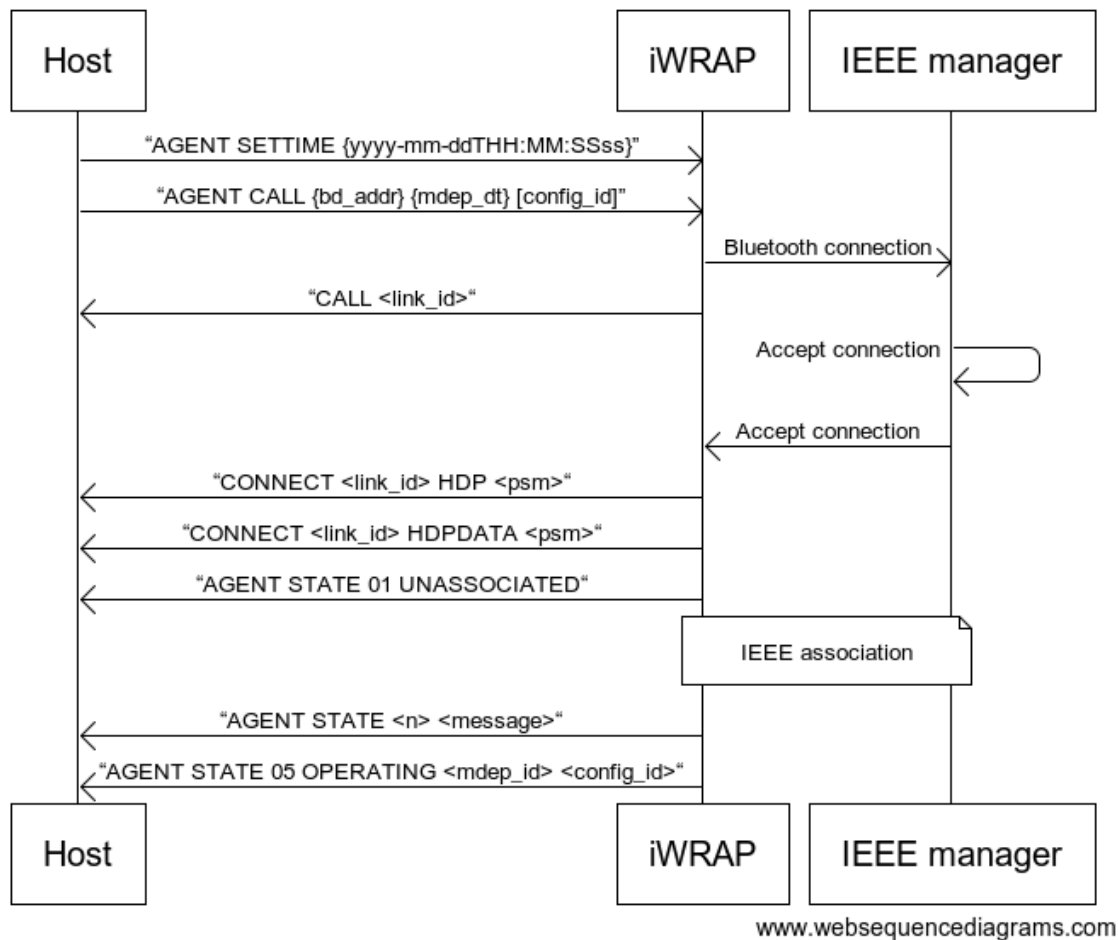 Host
iWRAP
IEEE manager
“AGENT SETTIME {yyyy-mm-ddTHH:MM:SSss}”
“AGENT CALL {bd_addr} {mdep_dt} [config_id]”
Bluetooth connection
“CALL <link_id>“
Accept connection
Accept connection
“CONNECT <link_id> HDP <psm>“
“CONNECT <link_id> HDPDATA <psm>“
“AGENT STATE 01 UNASSOCIATED“
IEEE association
“AGENT STATE <n> <message>“
“AGENT STATE 05 OPERATING <mdep_id> <config_id>“
Host
iWRAP
IEEE manager
www.websequencediagrams.com